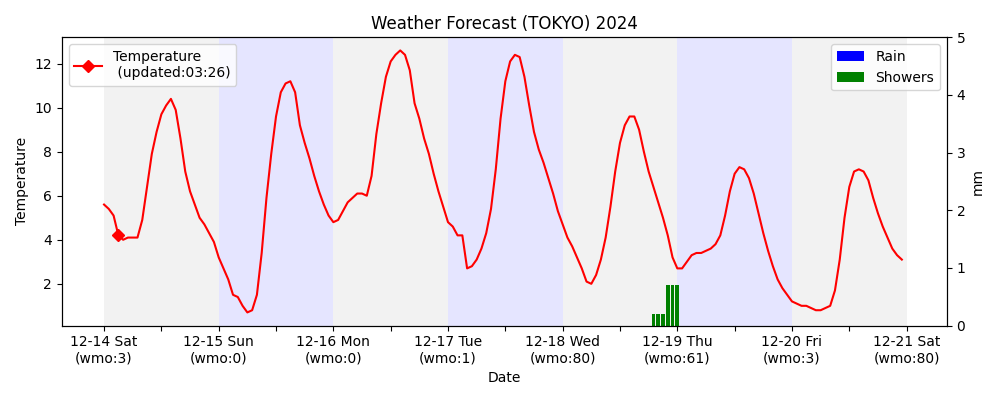 Weather Forecast (TOKYO) 2024
Temperature
(updated:03:26)
Rain
Showers
Temperature
12
10
8
6
4
2
5
4
3
2
1
0
mm
12-14 Sat
(wmo:3)
12-15 Sun
(wmo:0)
12-16 Mon
(wmo:0)
12-17 Tue
(wmo:1)
12-18 Wed
(wmo:80)
12-19 Thu
(wmo:61)
12-20 Fri
(wmo:3)
12-21 Sat
(wmo:80)
Date